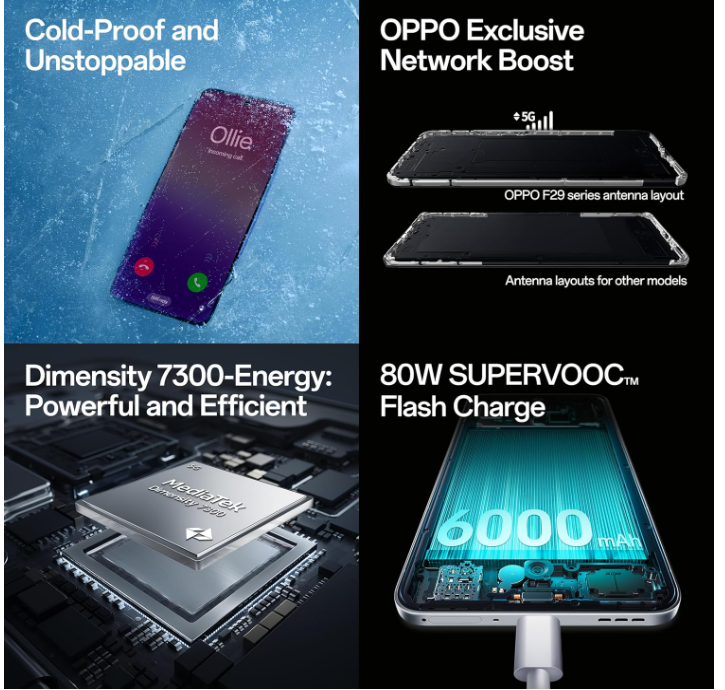 Cold-Proof and
Unstoppable
Ollie
Incoming call
OPPO Exclusive
Network Boost
5G
OPPO F29 series antenna layout
Antenna layouts for other models
Dimensity 7300-Energy:
Powerful and Efficient
5G
MediaTek
Dimensity 7300
80W SUPERVOOC™
Flash Charge
6000 mAh